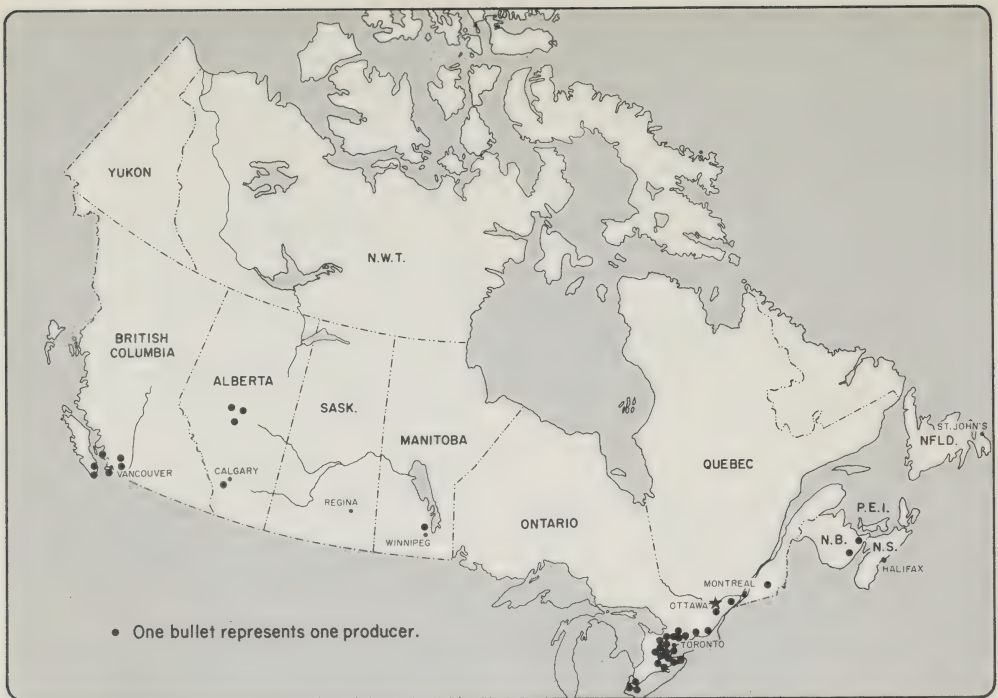 YUKON
N.W.T.
BRITISH
COLUMBIA
ALBERTA
SASK.
MANITOBA
ST. JOHN'S
NFLD.
QUEBEC
VANCOUVER
CALGARY
REGINA
WINNIPEG
ONTARIO
P.E.I.
N.B.
N.S.
HALIFAX
MONTREAL
OTTAWA
TORONTO
• One bullet represents one producer.